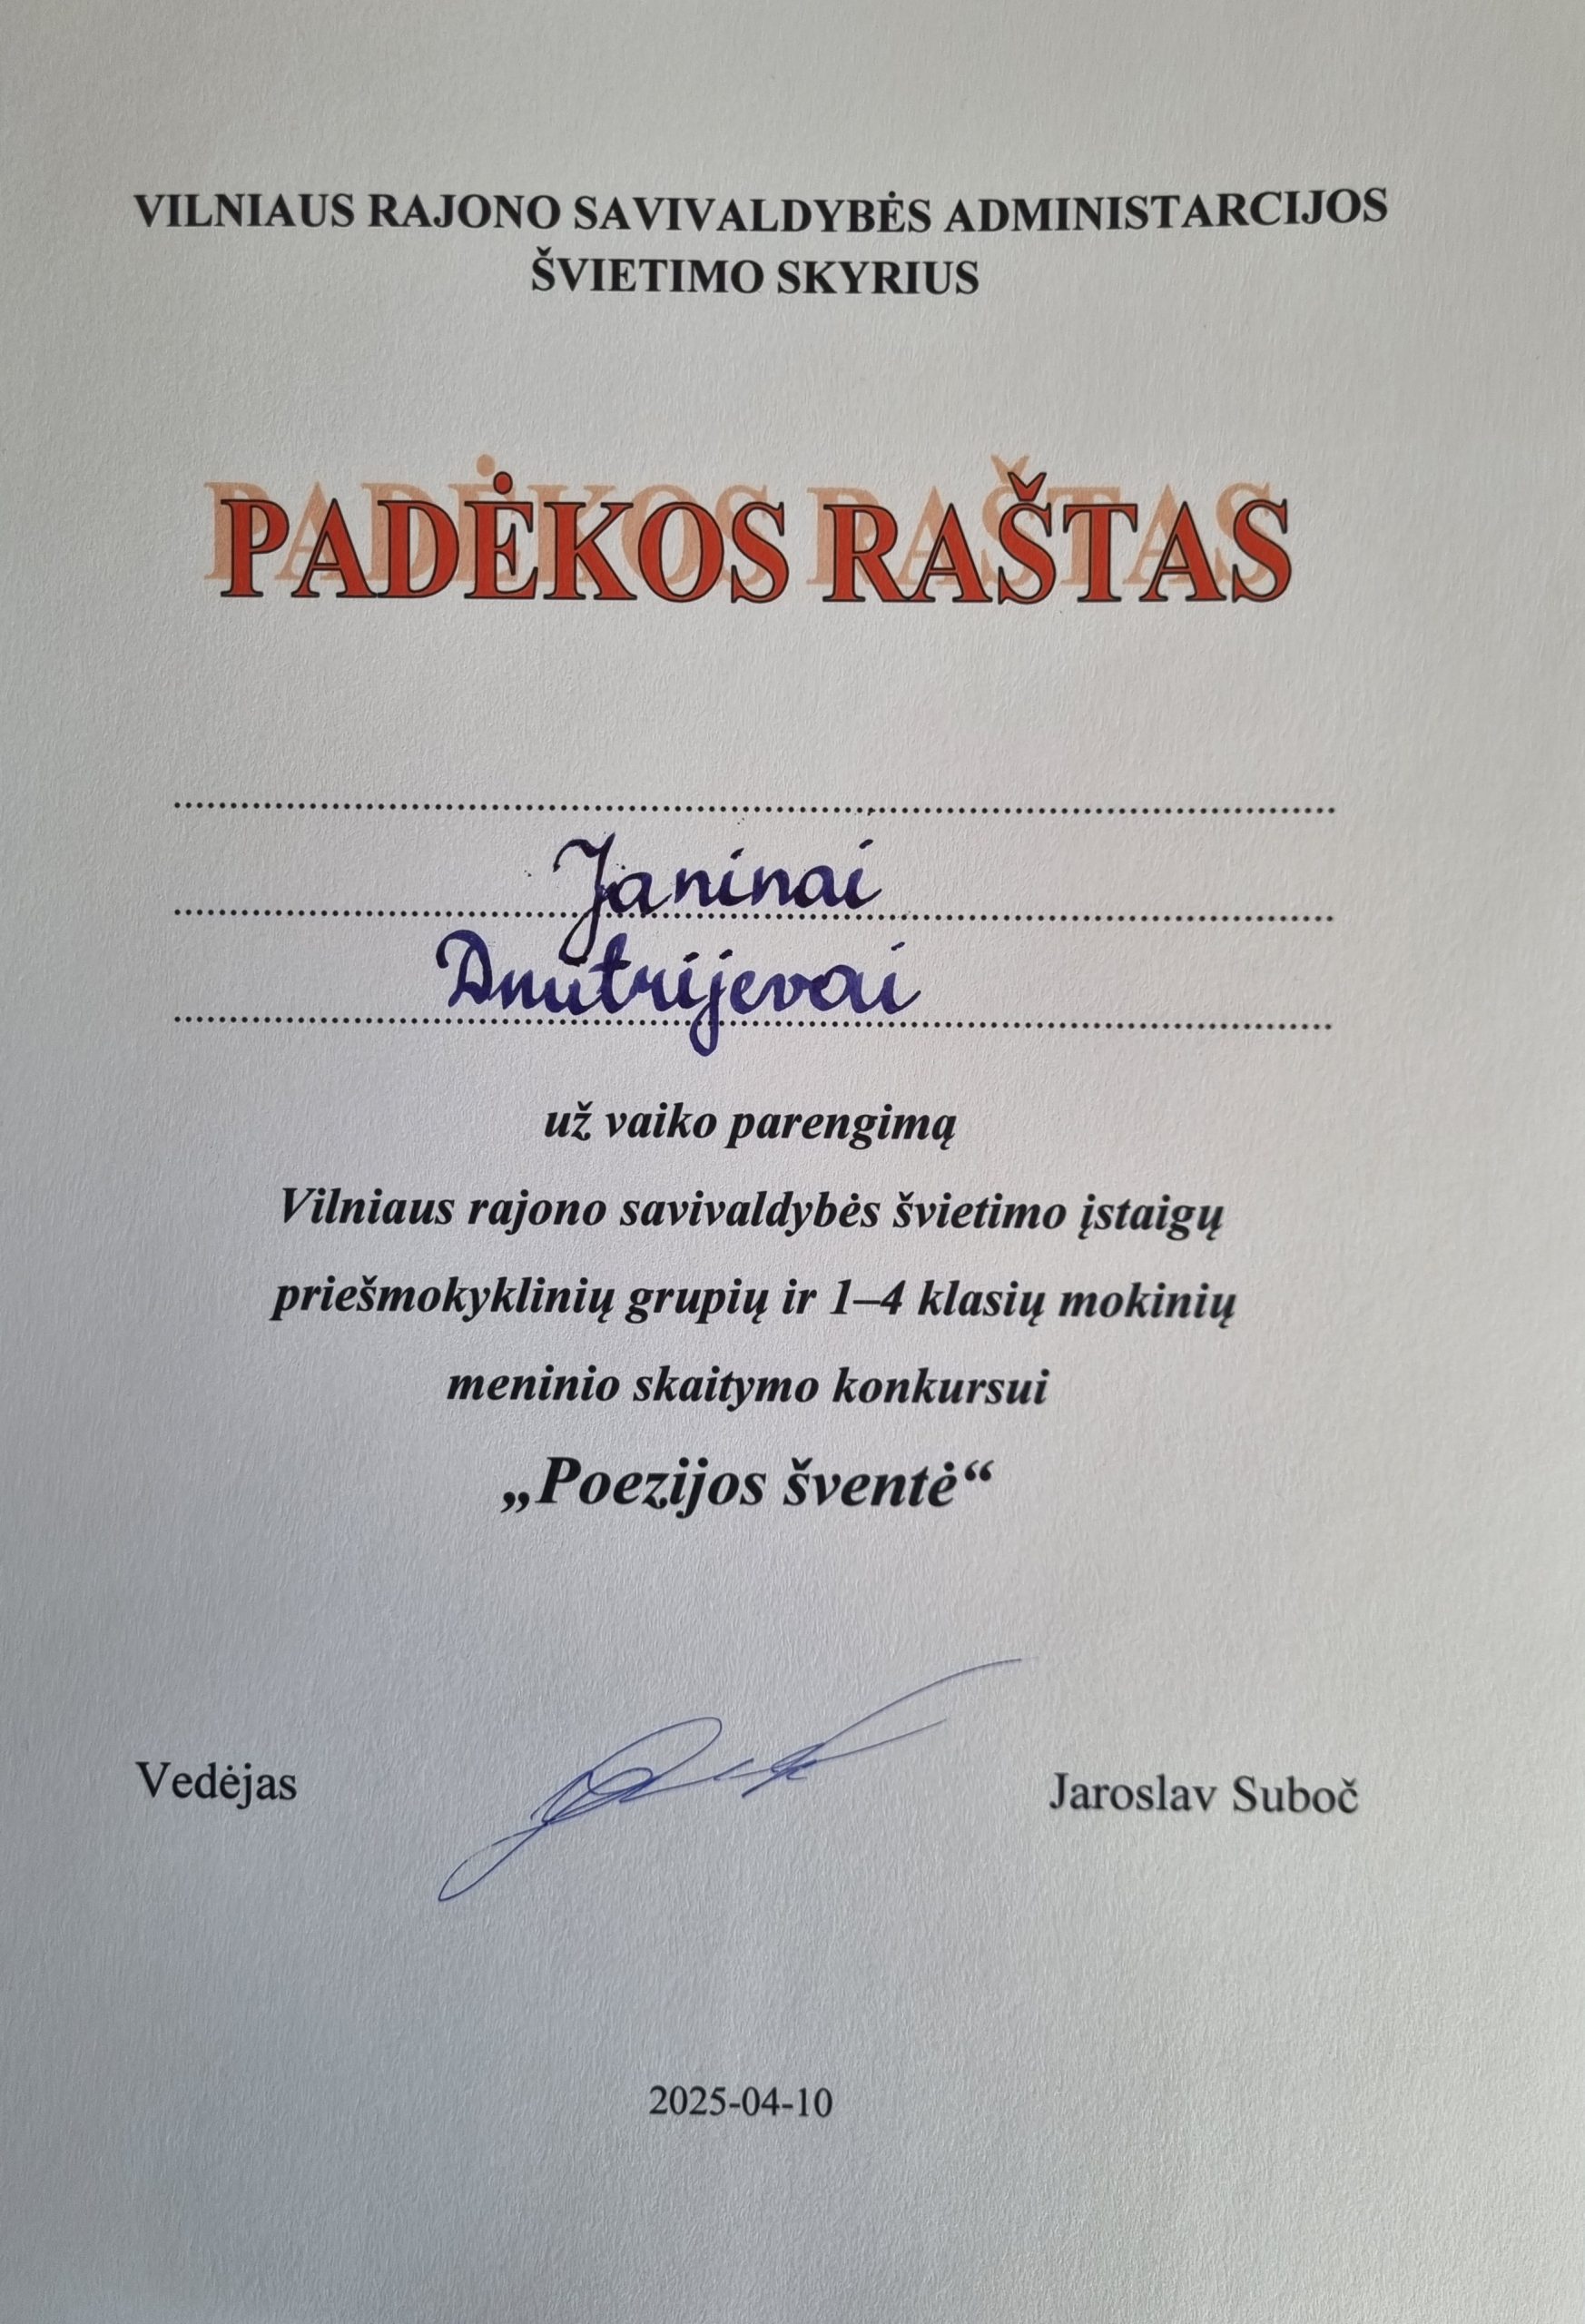 VILNIAUS RAJONO SAVIVALDYBĖS ADMINISTARCIJOS
ŠVIETIMO SKYRIUS
PADĖKOS RAŠTAS
Janinai
Dmitrijevai
už vaiko parengimą
Vilniaus rajono savivaldybės švietimo įstaigų
priešmokyklinių grupių ir 1–4 klasių mokinių
meninio skaitymo konkursui
„Poezijos šventė“
Vedėjas Jaroslav Suboč
2025-04-10